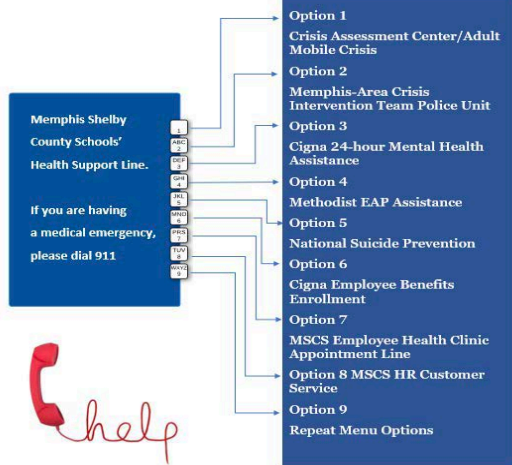 Memphis Shelby
County Schools'
Health Support Line.
If you are having
a medical emergency,
please dial 911
1
ABC
2
DEF
3
GHI
4
JKL
5
MNO
6
PRS
7
TUV
8
WXYZ
9
Option 1
Crisis Assessment Center/Adult
Mobile Crisis
Option 2
Memphis-Area Crisis
Intervention Team Police Unit
Option 3
Cigna 24-hour Mental Health
Assistance
Option 4
Methodist EAP Assistance
Option 5
National Suicide Prevention
Option 6
Cigna Employee Benefits
Enrollment
Option 7
MSCS Employee Health Clinic
Appointment Line
Option 8 MSCS HR Customer
Service
Option 9
Repeat Menu Options
help